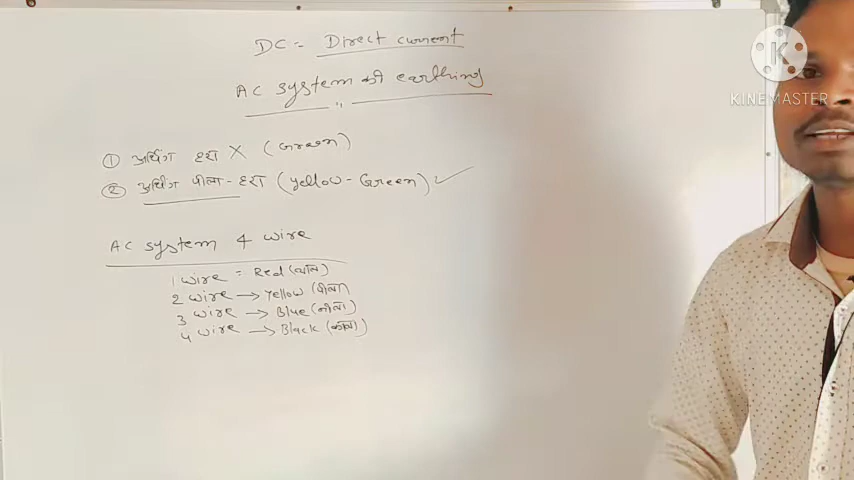 DC = Direct current
AC system की earthing
① अर्थिंग हरा X (Green)
② अर्थिंग पीला-हरा (Yellow-Green) ✓
AC system 4 wire
1 wire = Red (लाल)
2 wire → Yellow (पीला)
3 wire → Blue (नीला)
4 wire → Black (काला)
K
KINEMASTER